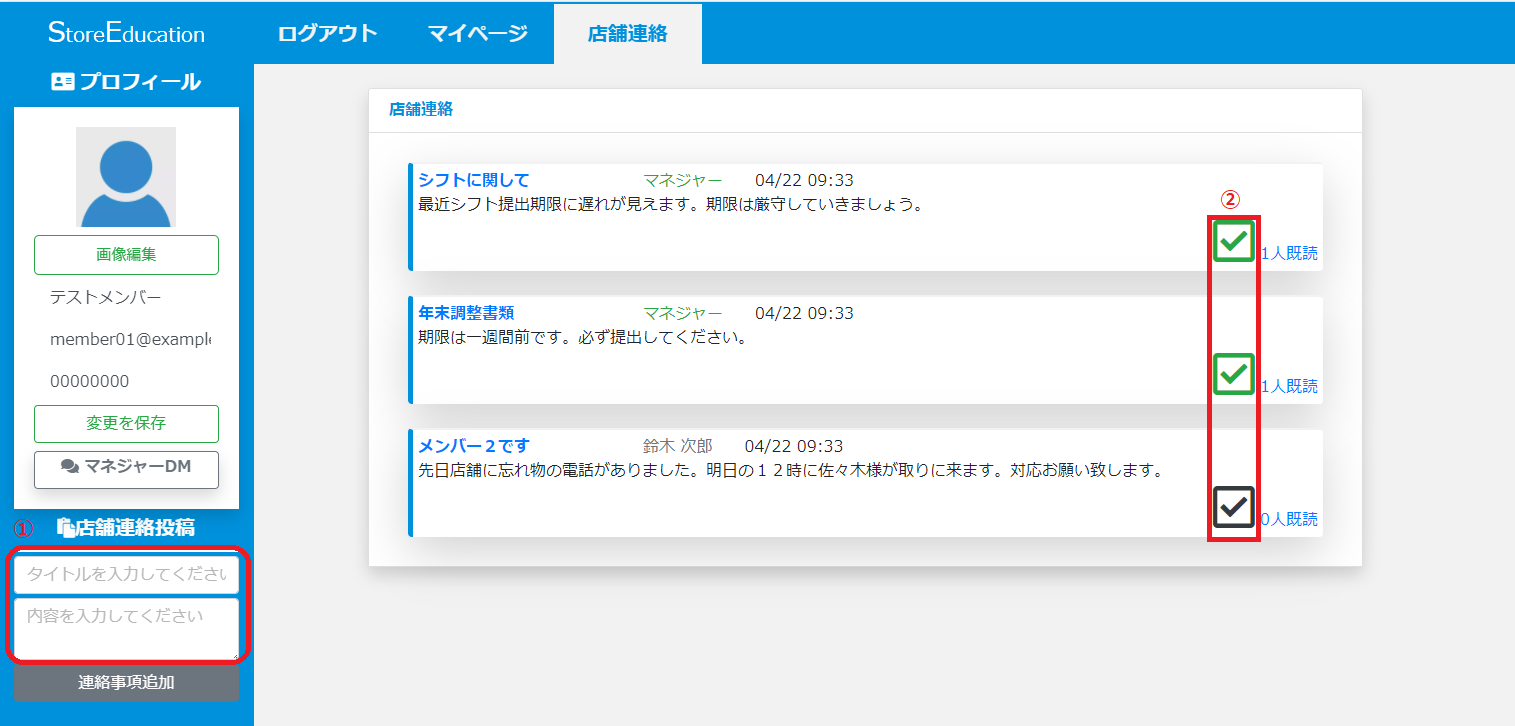 StoreEducation
ログアウト マイページ 店舗連絡
プロフィール
画像編集
テストメンバー
member01@example
00000000
変更を保存
マネジャーDM
① 店舗連絡投稿
タイトルを入力してください
内容を入力してください
連絡事項追加
店舗連絡
シフトに関して マネジャー 04/22 09:33
最近シフト提出期限に遅れが見えます。期限は厳守していきましょう。
②
1人既読
年末調整書類 マネジャー 04/22 09:33
期限は一週間前です。必ず提出してください。
1人既読
メンバー２です 鈴木 次郎 04/22 09:33
先日店舗に忘れ物の電話がありました。明日の１２時に佐々木様が取りに来ます。対応お願い致します。
0人既読